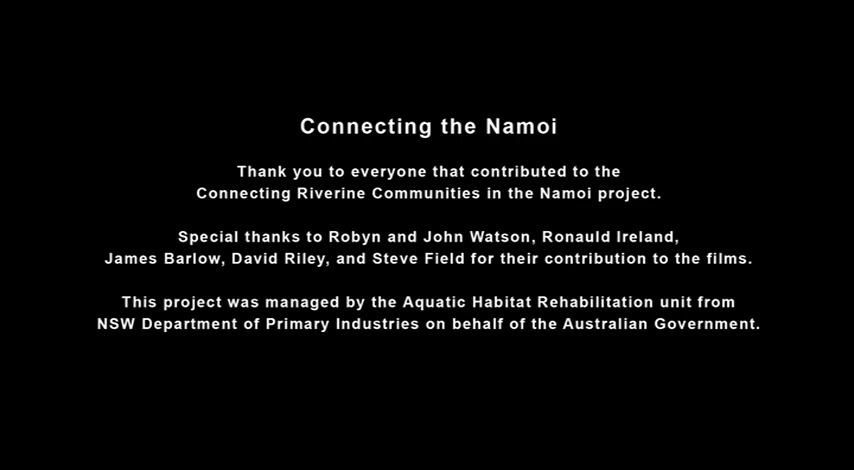 Connecting the Namoi
Thank you to everyone that contributed to the
Connecting Riverine Communities in the Namoi project.
Special thanks to Robyn and John Watson, Ronauld Ireland,
James Barlow, David Riley, and Steve Field for their contribution to the films.
This project was managed by the Aquatic Habitat Rehabilitation unit from
NSW Department of Primary Industries on behalf of the Australian Government.